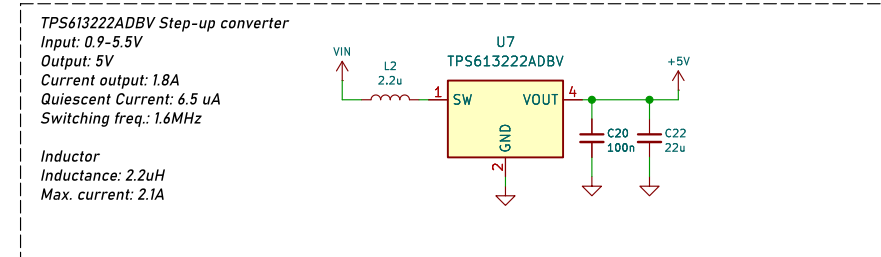 TPS613222ADBV Step-up converter
Input: 0.9-5.5V
Output: 5V
Current output: 1.8A
Quiescent Current: 6.5 uA
Switching freq.: 1.6MHz
Inductor
Inductance: 2.2uH
Max. current: 2.1A
VIN
L2
2.2u
U7
TPS613222ADBV
1
SW
VOUT
4
GND
2
+5V
C20
100n
C22
22u